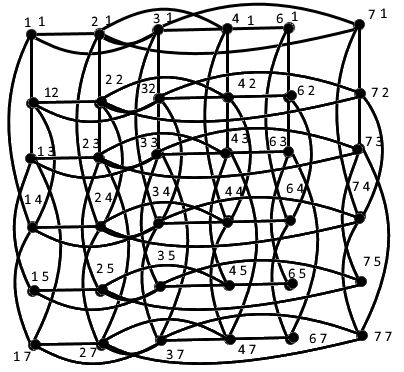 1 1 2 1 3 1 4 1 6 1 7 1
12 2 2 32 4 2 6 2 7 2
1 3 2 3 3 3 4 3 6 3 7 3
1 4 2 4 3 4 4 4 6 4 7 4
1 5 2 5 3 5 4 5 6 5 7 5
1 7 2 7 3 7 4 7 6 7 7 7